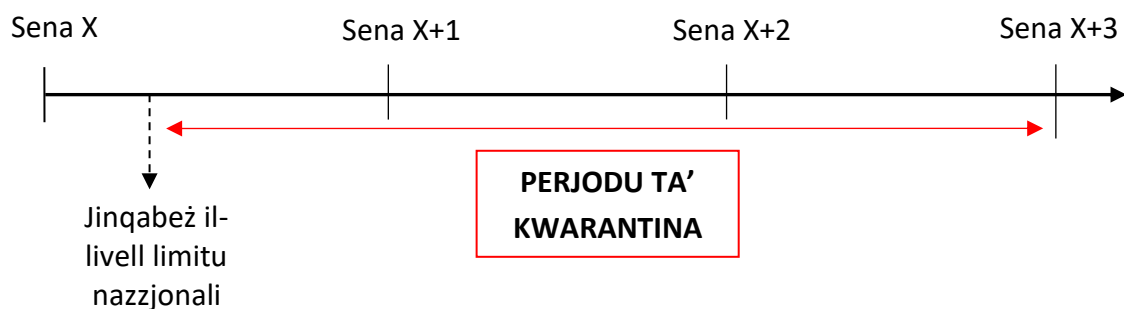 Sena X
Sena X+1
Sena X+2
Sena X+3
PERJODU TA’
KWARANTINA
Jinqabeż il-
livell limitu
nazzjonali